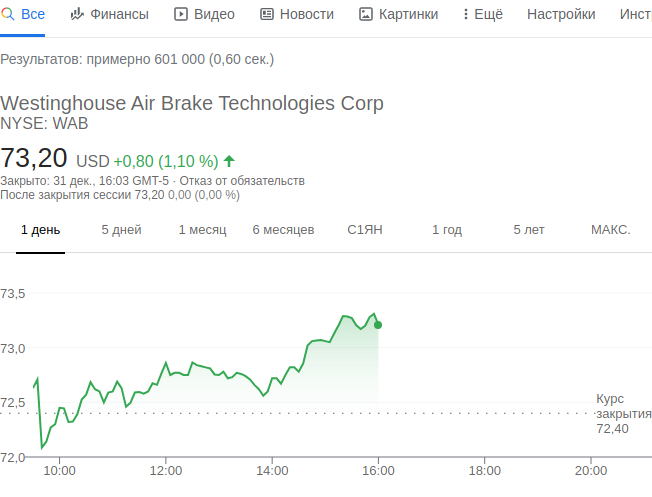 Все Финансы Видео Новости Картинки Ещё Настройки Инст
Результатов: примерно 601 000 (0,60 сек.)
Westinghouse Air Brake Technologies Corp
NYSE: WAB
73,20 USD +0,80 (1,10 %)
Закрыто: 31 дек., 16:03 GMT-5 · Отказ от обязательств
После закрытия сессии 73,20 0,00 (0,00 %)
1 день 5 дней 1 месяц 6 месяцев С1ЯН 1 год 5 лет МАКС.
73,5
73,0
72,5
Курс
закрытия
72,40
72,0
10:00 12:00 14:00 16:00 18:00 20:00